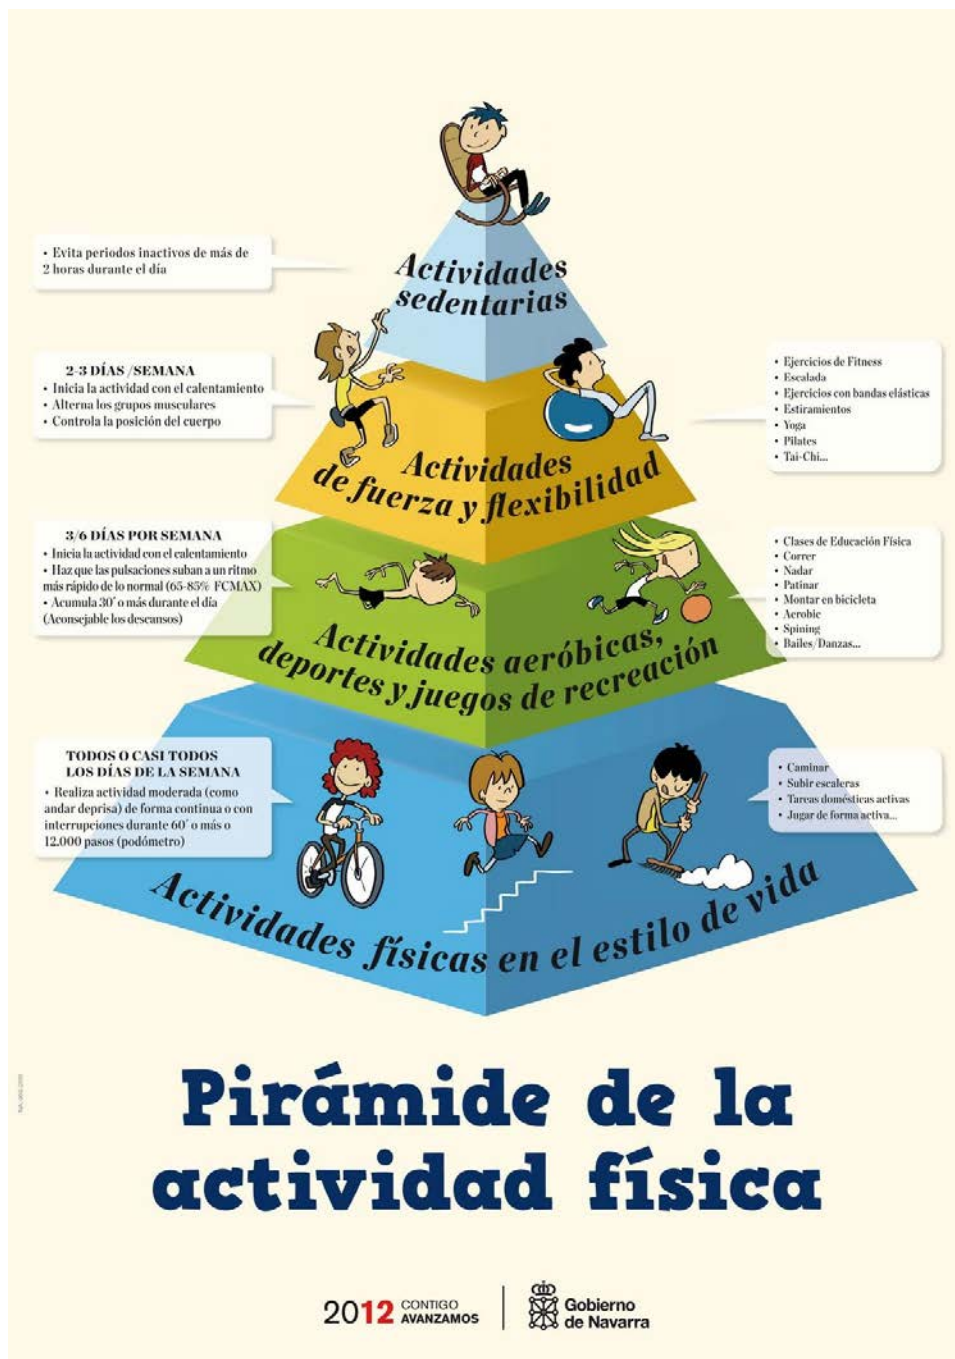 • Evita periodos inactivos de más de
2 horas durante el día
Actividades
sedentarias
2-3 DÍAS /SEMANA
• Inicia la actividad con el calentamiento
• Alterna los grupos musculares
• Controla la posición del cuerpo
Actividades
de fuerza y flexibilidad
• Ejercicios de Fitness
• Escalada
• Ejercicios con bandas elásticas
• Estiramientos
• Yoga
• Pilates
• Tai-Chi...
3/6 DÍAS POR SEMANA
• Inicia la actividad con el calentamiento
• Haz que las pulsaciones suban a un ritmo
más rápido de lo normal (65-85% FCMAX)
• Acumula 30´ o más durante el día
(Aconsejable los descansos)
Actividades aeróbicas,
deportes y juegos de recreación
• Clases de Educación Física
• Correr
• Nadar
• Patinar
• Montar en bicicleta
• Aerobic
• Spining
• Bailes/Danzas...
TODOS O CASI TODOS
LOS DÍAS DE LA SEMANA
• Realiza actividad moderada (como
andar deprisa) de forma continua o con
interrupciones durante 60´ o más o
12.000 pasos (podómetro)
• Caminar
• Subir escaleras
• Tareas domésticas activas
• Jugar de forma activa...
Actividades físicas en el estilo de vida
Pirámide de la
actividad física
2012 CONTIGO
AVANZAMOS
Gobierno
de Navarra